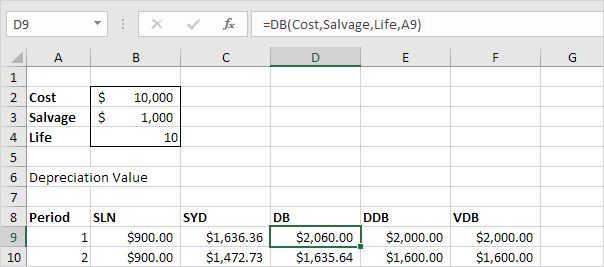 D9 fx =DB(Cost,Salvage,Life,A9)
A B C D E F G
1
2 Cost $ 10,000
3 Salvage $ 1,000
4 Life 10
5
6 Depreciation Value
7
8 Period SLN SYD DB DDB VDB
9 1 $900.00 $1,636.36 $2,060.00 $2,000.00 $2,000.00
10 2 $900.00 $1,472.73 $1,635.64 $1,600.00 $1,600.00